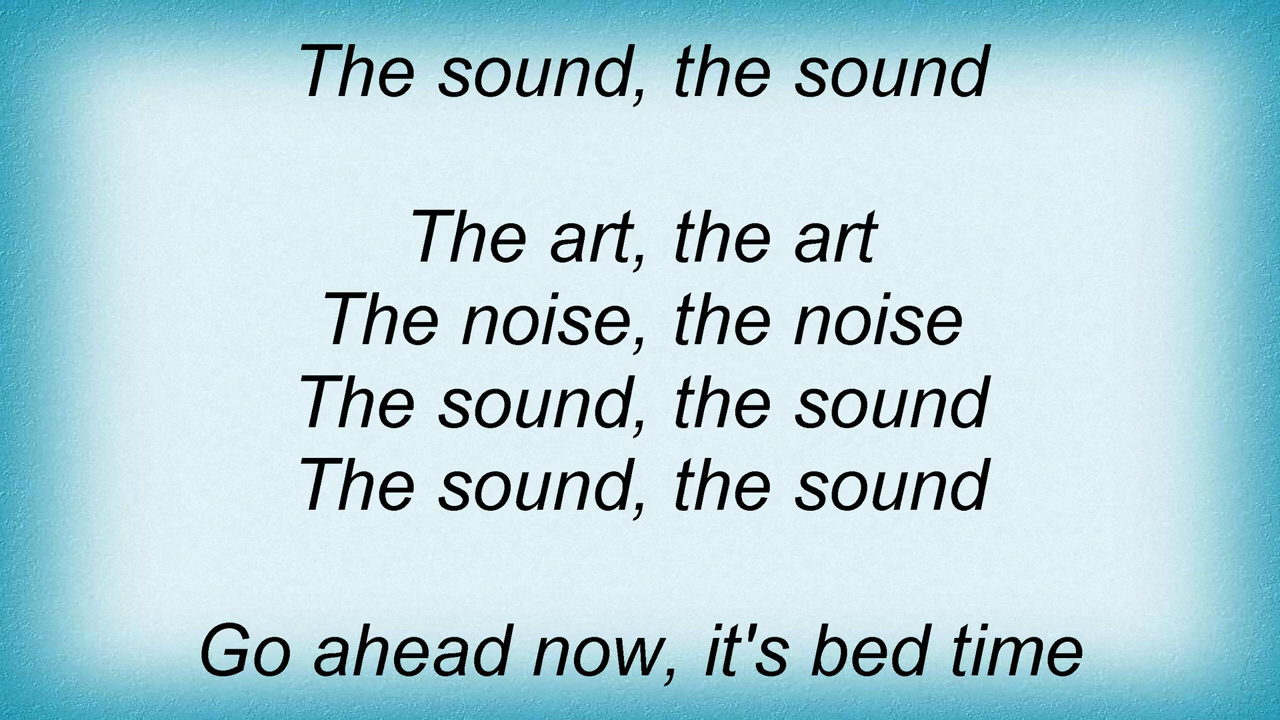 The sound, the sound
The art, the art
The noise, the noise
The sound, the sound
The sound, the sound
Go ahead now, it's bed time